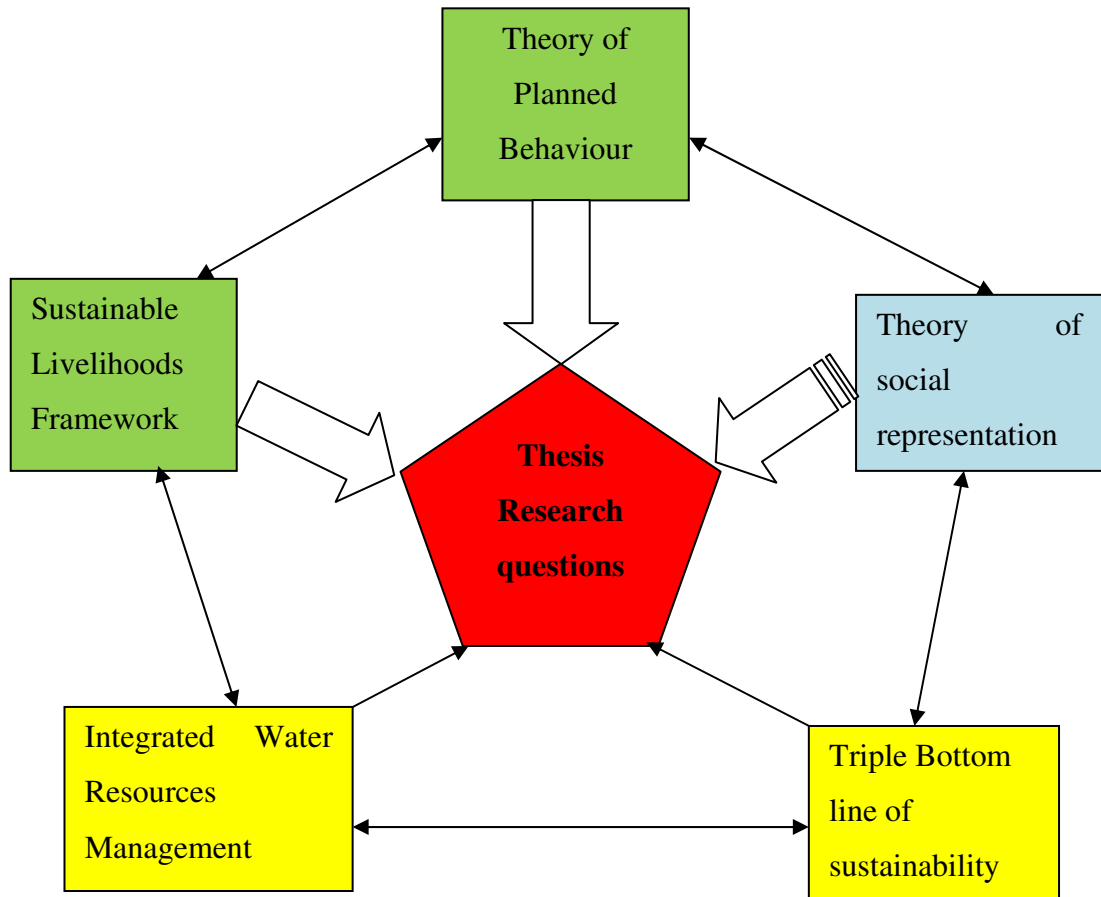 Theory of
Planned
Behaviour
Sustainable
Livelihoods
Framework
Theory of
social
representation
Thesis
Research
questions
Integrated Water
Resources
Management
Triple Bottom
line of
sustainability